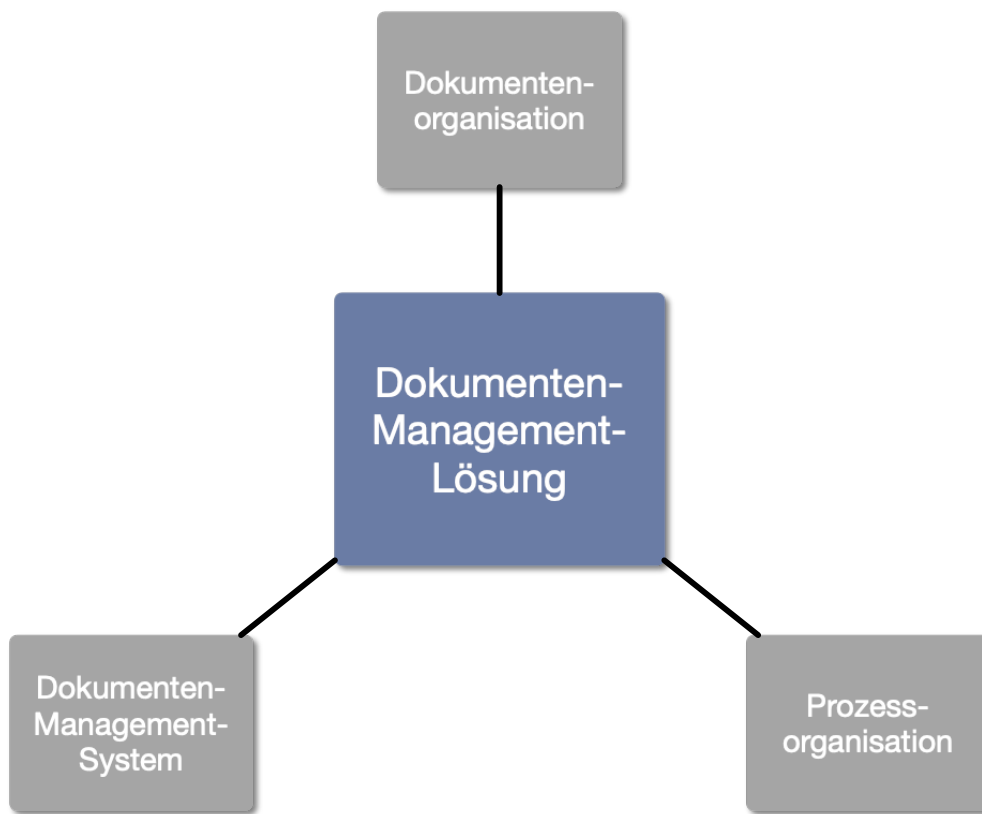 Dokumenten-
organisation
Dokumenten-
Management-
Lösung
Dokumenten-
Management-
System
Prozess-
organisation